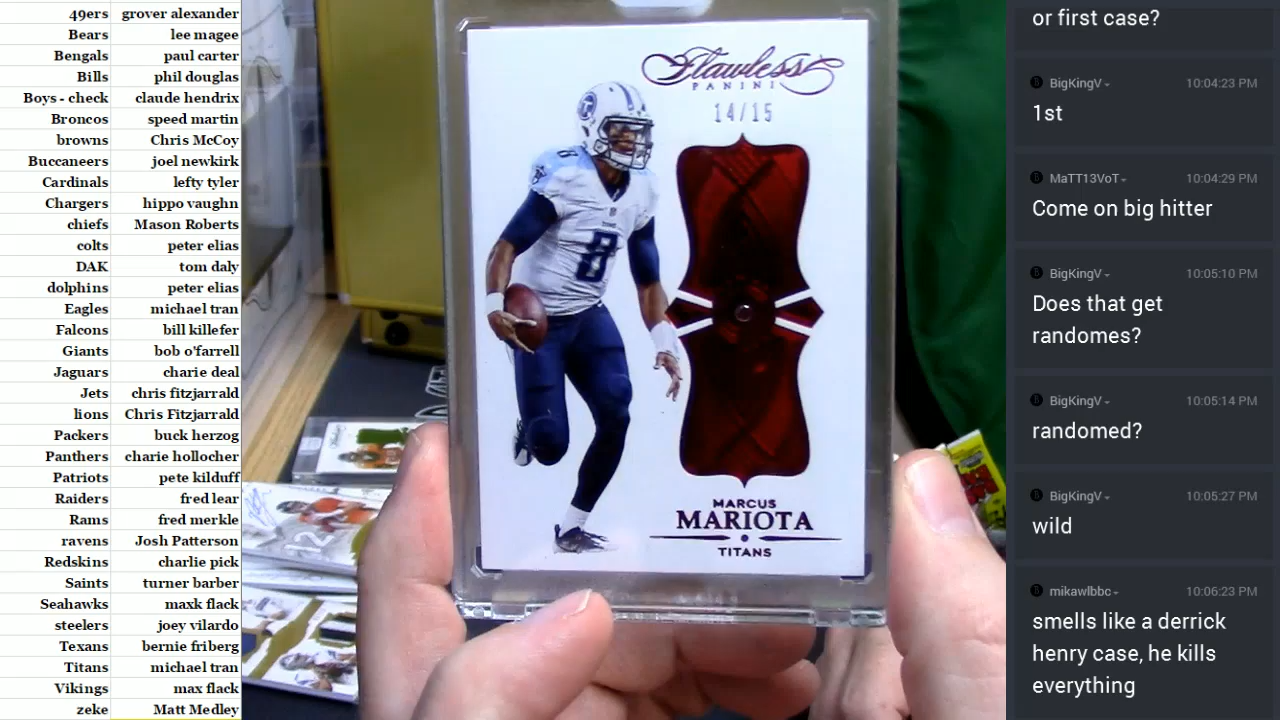 49ers grover alexander
Bears lee magee
Bengals paul carter
Bills phil douglas
Boys - check claude hendrix
Broncos speed martin
browns Chris McCoy
Buccaneers joel newkirk
Cardinals lefty tyler
Chargers hippo vaughn
chiefs Mason Roberts
colts peter elias
DAK tom daly
dolphins peter elias
Eagles michael tran
Falcons bill killefer
Giants bob o'farrell
Jaguars charie deal
Jets chris fitzjarrald
lions Chris Fitzjarrald
Packers buck herzog
Panthers charie hollocher
Patriots pete kilduff
Raiders fred lear
Rams fred merkle
ravens Josh Patterson
Redskins charlie pick
Saints turner barber
Seahawks maxk flack
steelers joey vilardo
Texans bernie friberg
Titans michael tran
Vikings max flack
zeke Matt Medley
Flawless
PANINI
14/15
8
8
MARCUS
MARIOTA
TITANS
12
or first case?
BigKingV 10:04:23 PM
1st
MaTT13VoT 10:04:29 PM
Come on big hitter
BigKingV 10:05:10 PM
Does that get
randomes?
BigKingV 10:05:14 PM
randomed?
BigKingV 10:05:27 PM
wild
mikawlbbc 10:06:23 PM
smells like a derrick
henry case, he kills
everything